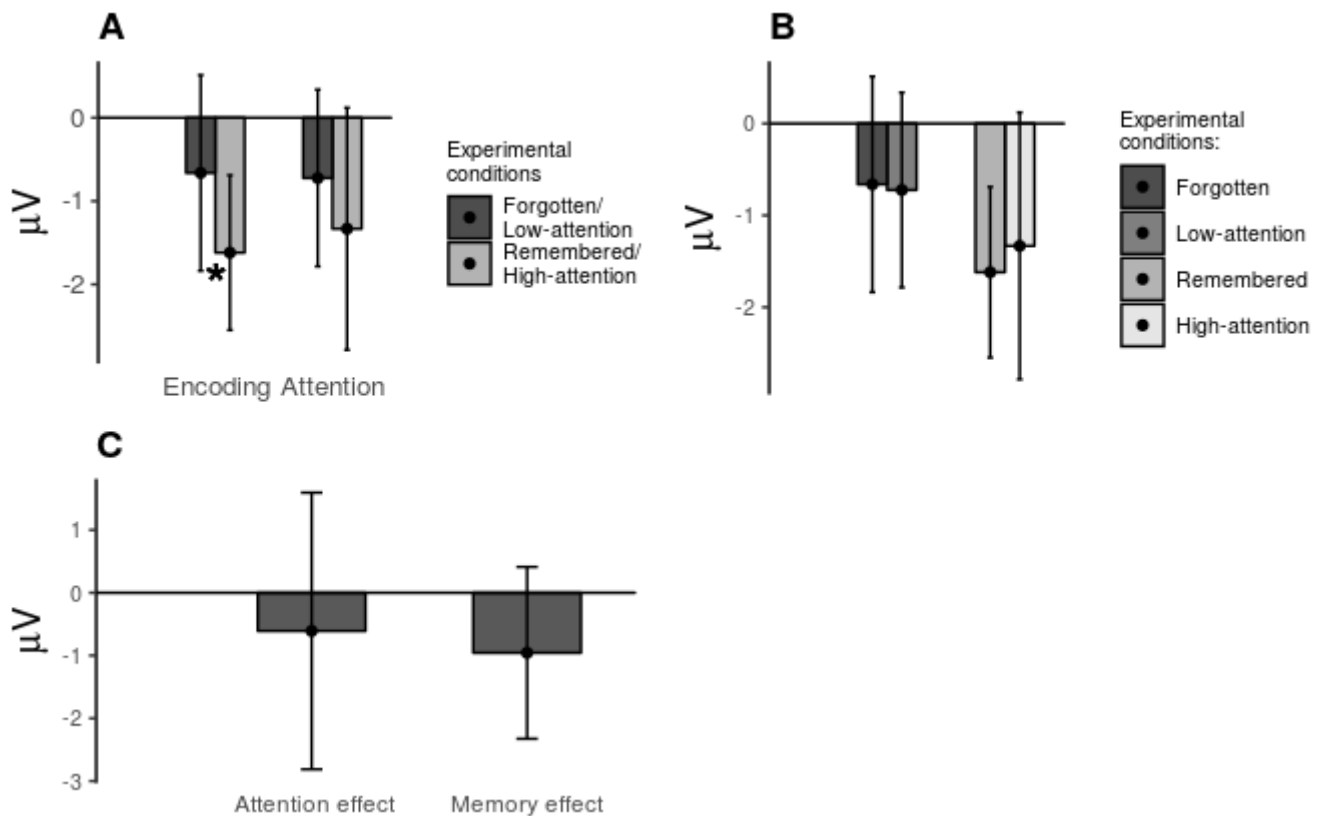 A
0
-1
-2
μV
*
Encoding Attention
Experimental
conditions
Forgotten/
Low-attention
Remembered/
High-attention
B
0
-1
-2
μV
Experimental
conditions:
Forgotten
Low-attention
Remembered
High-attention
C
1
0
-1
-2
-3
μV
Attention effect
Memory effect